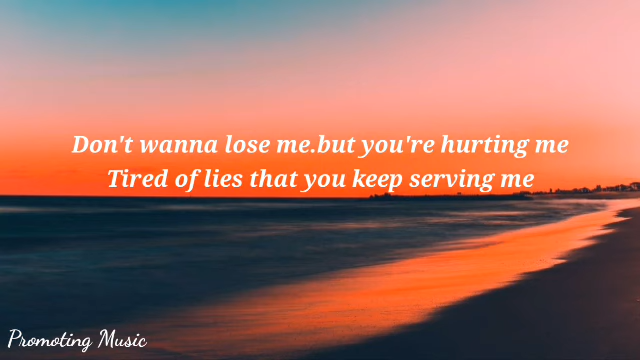 Don't wanna lose me.but you're hurting me
Tired of lies that you keep serving me
Promoting Music